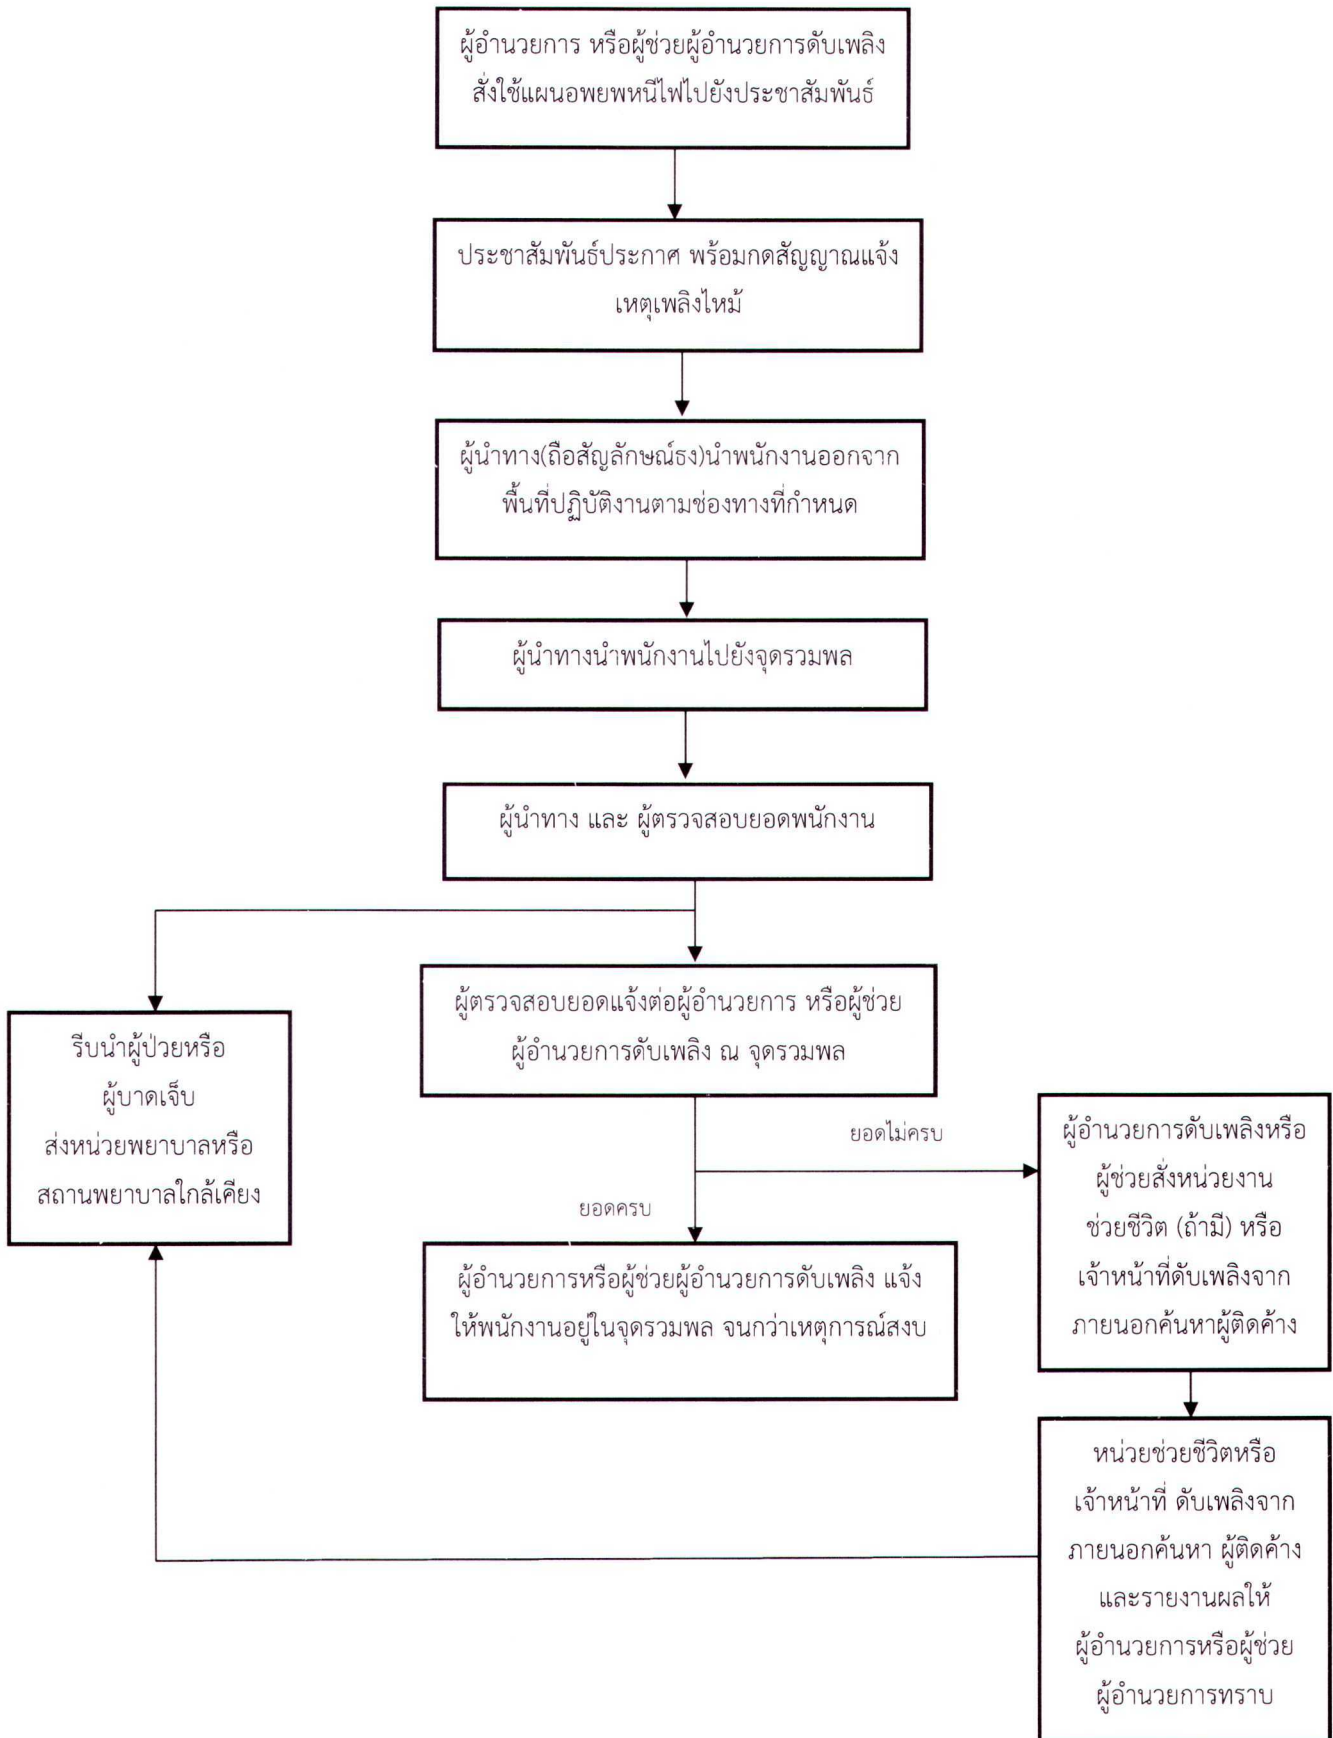 ผู้อำนวยการ หรือผู้ช่วยผู้อำนวยการดับเพลิง
สั่งใช้แผนอพยพหนีไฟไปยังประชาสัมพันธ์
ประชาสัมพันธ์ประกาศ พร้อมกดสัญญาณแจ้ง
เหตุเพลิงไหม้
ผู้นำทาง(ถือสัญลักษณ์ธง)นำพนักงานออกจาก
พื้นที่ปฏิบัติงานตามช่องทางที่กำหนด
ผู้นำทางนำพนักงานไปยังจุดรวมพล
ผู้นำทาง และ ผู้ตรวจสอบยอดพนักงาน
ผู้ตรวจสอบยอดแจ้งต่อผู้อำนวยการ หรือผู้ช่วย
ผู้อำนวยการดับเพลิง ณ จุดรวมพล
รีบนำผู้ป่วยหรือ
ผู้บาดเจ็บ
ส่งหน่วยพยาบาลหรือ
สถานพยาบาลใกล้เคียง
ยอดไม่ครบ
ยอดครบ
ผู้อำนวยการดับเพลิงหรือ
ผู้ช่วยสั่งหน่วยงาน
ช่วยชีวิต (ถ้ามี) หรือ
เจ้าหน้าที่ดับเพลิงจาก
ภายนอกค้นหาผู้ติดค้าง
ผู้อำนวยการหรือผู้ช่วยผู้อำนวยการดับเพลิง แจ้ง
ให้พนักงานอยู่ในจุดรวมพล จนกว่าเหตุการณ์สงบ
หน่วยช่วยชีวิตหรือ
เจ้าหน้าที่ ดับเพลิงจาก
ภายนอกค้นหา ผู้ติดค้าง
และรายงานผลให้
ผู้อำนวยการหรือผู้ช่วย
ผู้อำนวยการทราบ